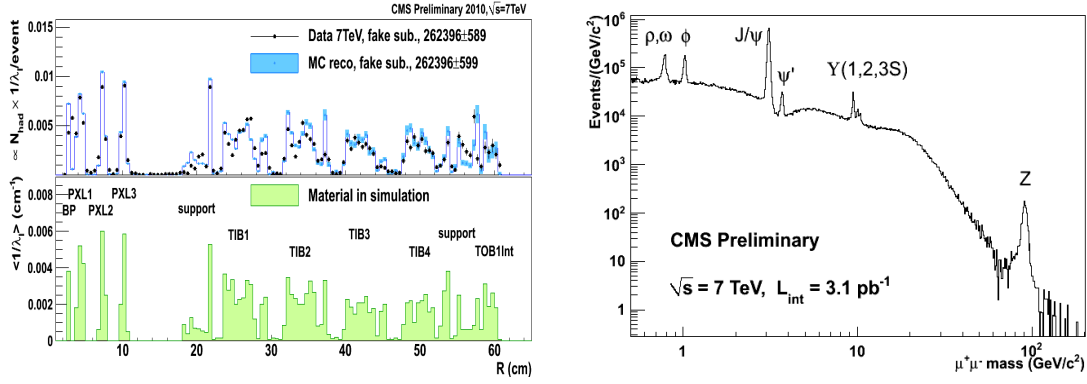 CMS Preliminary 2010, √s=7TeV
0.015
0.01
0.005
∝ N_had × 1/λ_I/event
Data 7TeV, fake sub., 262396±589
MC reco, fake sub., 262396±599
0.008
0.006
0.004
0.002
0
<1/λ_I> (cm⁻¹)
Material in simulation
BP
PXL1
PXL2
PXL3
support
TIB1
TIB2
TIB3
TIB4
support
TOB1Int
10
20
30
40
50
60
R (cm)
Events/(GeV/c²)
10⁶
10⁵
10⁴
10³
10²
10
1
ρ,ω
ϕ
J/ψ
ψ'
Υ(1,2,3S)
Z
CMS Preliminary
√s = 7 TeV, L_int = 3.1 pb⁻¹
1
10
10²
μ⁺μ⁻ mass (GeV/c²)